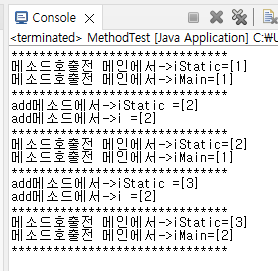 Console
<terminated> MethodTest [Java Application] C:₩U
******************************
메소드호출전 메인에서->iStatic=[1]
메소드호출전 메인에서->iMain=[1]
******************************
add메소드에서->iStatic =[2]
add메소드에서->i =[2]
******************************
메소드호출전 메인에서->iStatic=[2]
메소드호출전 메인에서->iMain=[1]
******************************
add메소드에서->iStatic =[3]
add메소드에서->i =[2]
******************************
메소드호출전 메인에서->iStatic=[3]
메소드호출전 메인에서->iMain=[2]
******************************